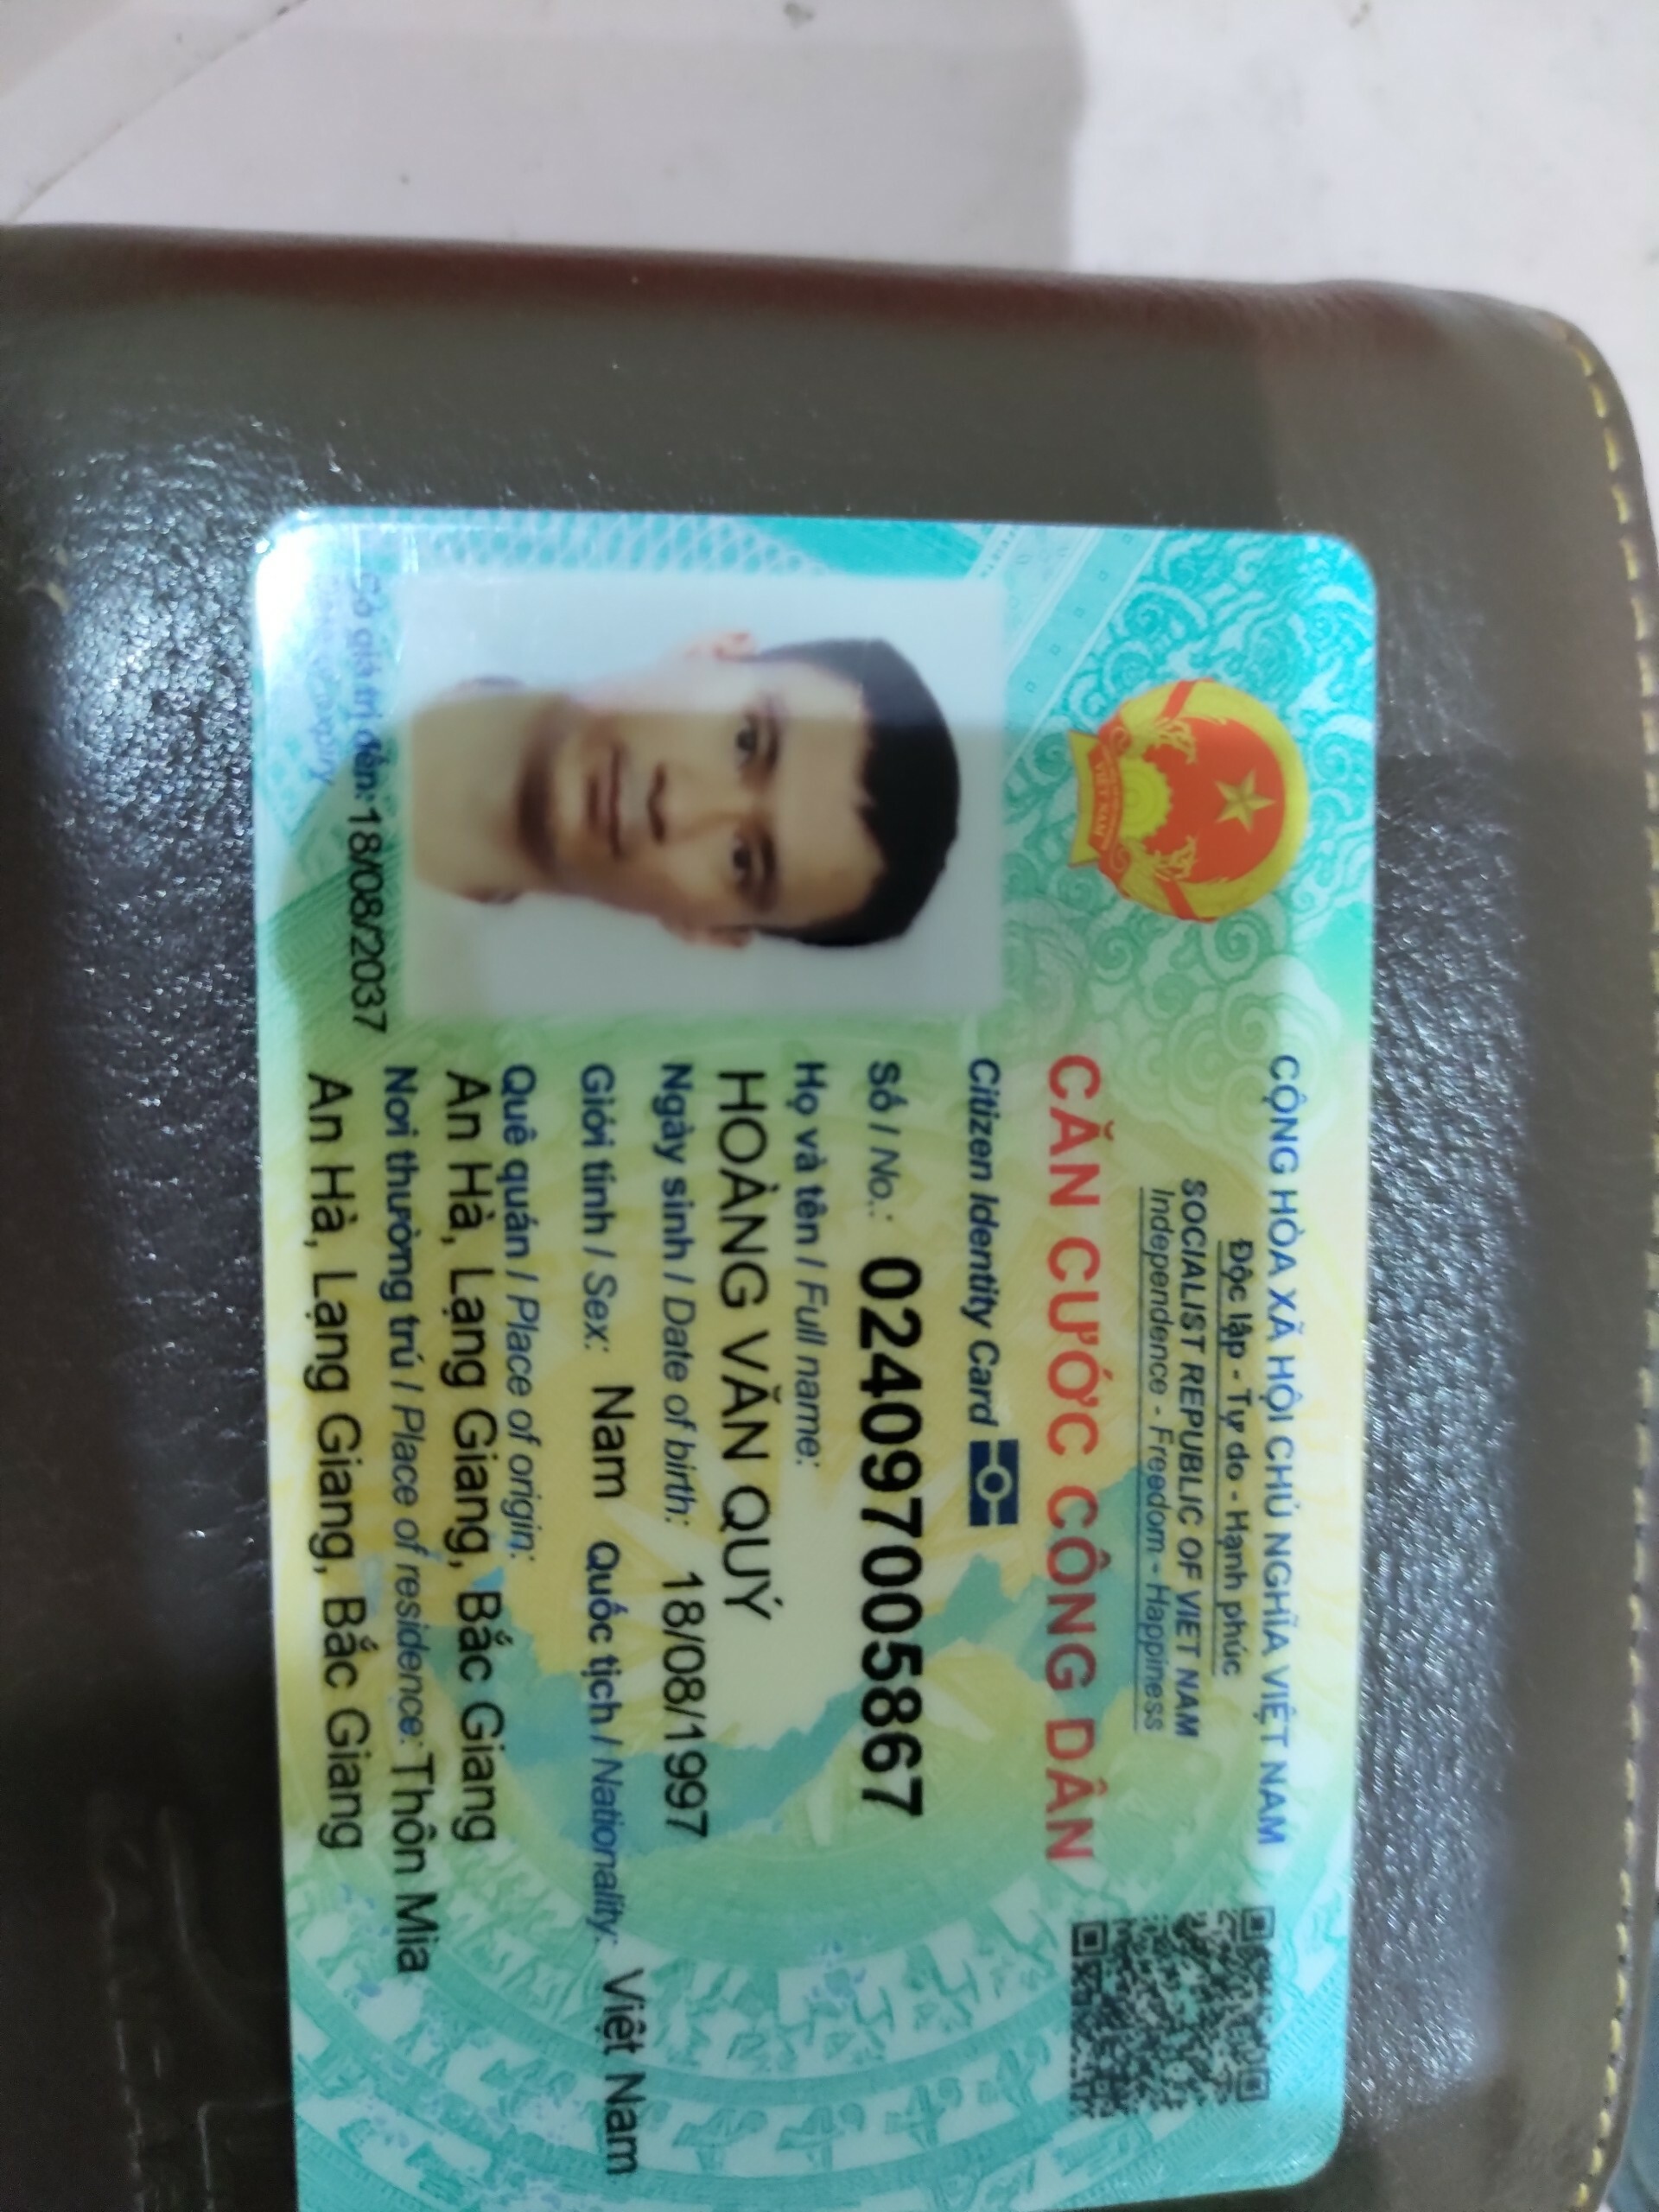 CỘNG HÒA XÃ HỘI CHỦ NGHĨA VIỆT NAM
Độc lập - Tự do - Hạnh phúc
SOCIALIST REPUBLIC OF VIET NAM
Independence - Freedom - Happiness
CĂN CƯỚC CÔNG DÂN
Citizen Identity Card
Số / No.: 024097005867
Họ và tên / Full name:
HOÀNG VĂN QUÝ
Ngày sinh / Date of birth: 18/08/1997
Giới tính / Sex: Nam Quốc tịch / Nationality: Việt Nam
Quê quán / Place of origin:
An Hà, Lạng Giang, Bắc Giang
Nơi thường trú / Place of residence: Thôn Mia
An Hà, Lạng Giang, Bắc Giang
Có giá trị đến: 18/08/2037
expiry
VIỆT NAM